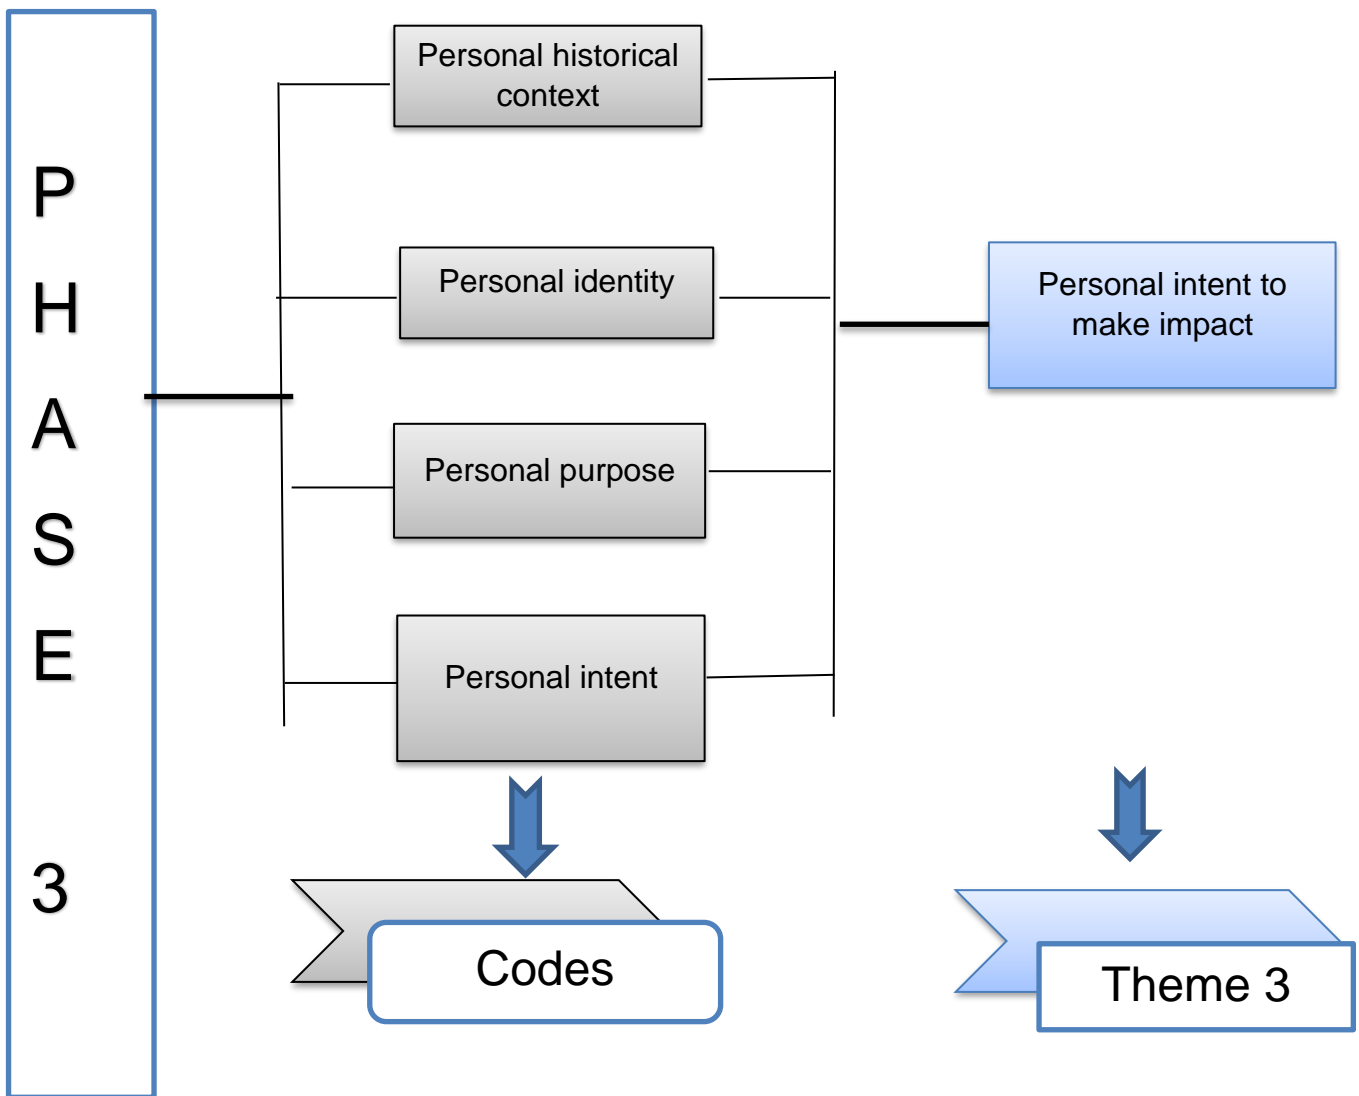 P
H
A
S
E
3
Personal historical
context
Personal identity
Personal purpose
Personal intent
Personal intent to
make impact
Codes
Theme 3